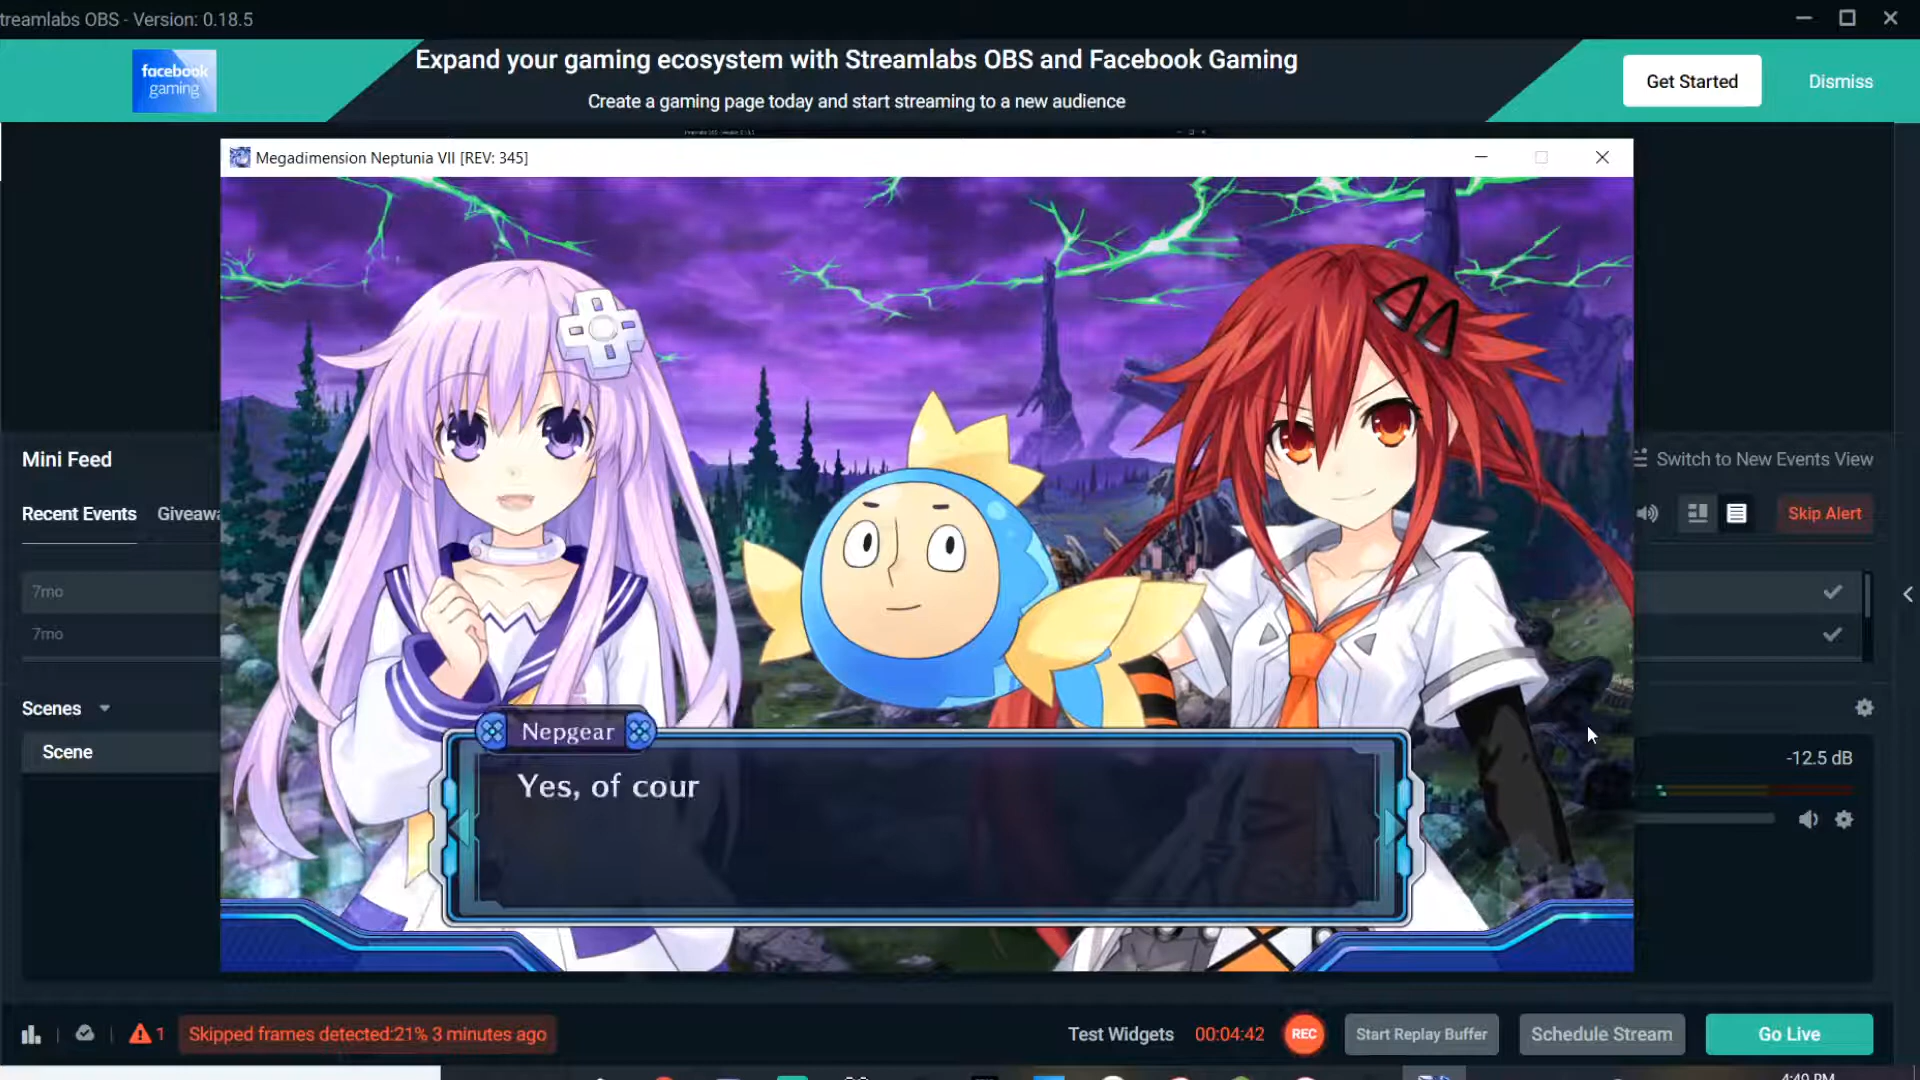 treamlabs OBS - Version: 0.18.5
facebook
gaming
Expand your gaming ecosystem with Streamlabs OBS and Facebook Gaming
Create a gaming page today and start streaming to a new audience
Get Started
Dismiss
Megadimension Neptunia VII [REV: 345]
Mini Feed
Switch to New Events View
Recent Events
Giveawa
Skip Alert
7mo
7mo
Scenes
Scene
Nepgear
Yes, of cour
-12.5 dB
1
Skipped frames detected:21% 3 minutes ago
Test Widgets
00:04:42
REC
Start Replay Buffer
Schedule Stream
Go Live
4:49 PM